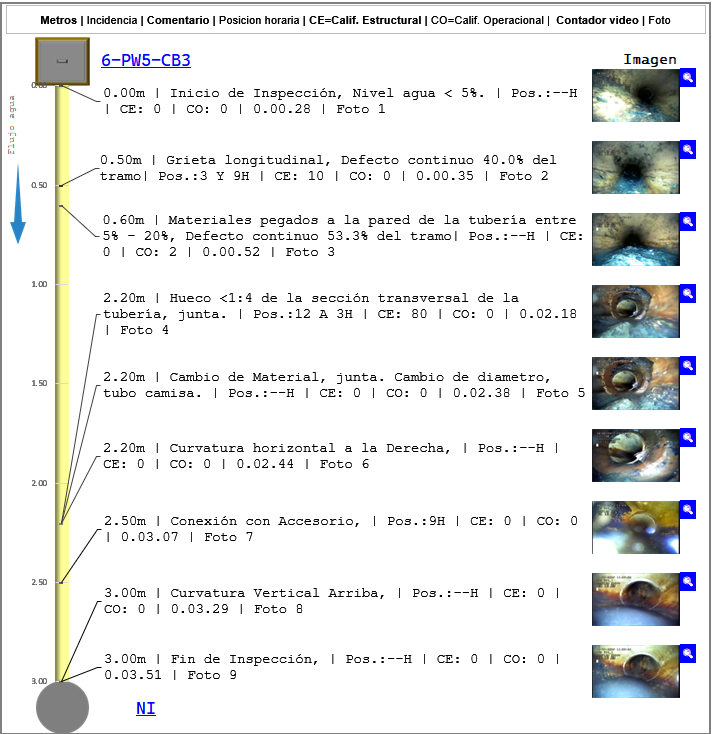 Metros | Incidencia | Comentario | Posicion horaria | CE=Calif. Estructural | CO=Calif. Operacional | Contador video | Foto
6-PW5-CB3
Imagen
0.00
Flujo agua
0.00m | Inicio de Inspección, Nivel agua < 5%. | Pos.:--H
| CE: 0 | CO: 0 | 0.00.28 | Foto 1
0.50m | Grieta longitudinal, Defecto continuo 40.0% del
tramo| Pos.:3 Y 9H | CE: 10 | CO: 0 | 0.00.35 | Foto 2
0.50
0.60m | Materiales pegados a la pared de la tubería entre
5% - 20%, Defecto continuo 53.3% del tramo| Pos.:--H | CE:
0 | CO: 2 | 0.00.52 | Foto 3
1.00
2.20m | Hueco <1:4 de la sección transversal de la
tubería, junta. | Pos.:12 A 3H | CE: 80 | CO: 0 | 0.02.18
| Foto 4
1.50
2.20m | Cambio de Material, junta. Cambio de diametro,
tubo camisa. | Pos.:--H | CE: 0 | CO: 0 | 0.02.38 | Foto 5
2.20m | Curvatura horizontal a la Derecha, | Pos.:--H |
CE: 0 | CO: 0 | 0.02.44 | Foto 6
2.00
2.50m | Conexión con Accesorio, | Pos.:9H | CE: 0 | CO: 0
| 0.03.07 | Foto 7
2.50
3.00m | Curvatura Vertical Arriba, | Pos.:--H | CE: 0 |
CO: 0 | 0.03.29 | Foto 8
3.00m | Fin de Inspección, | Pos.:--H | CE: 0 | CO: 0 |
0.03.51 | Foto 9
3.00
NI